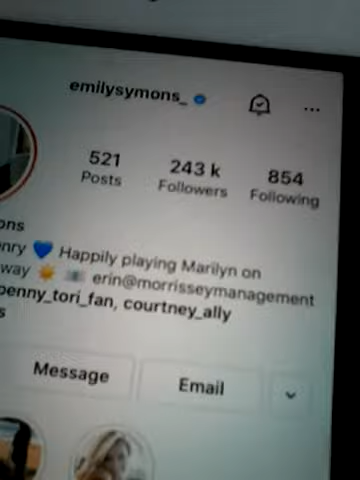 emilysymons_
521 243 k 854
Posts Followers Following
ons
enry 💙 Happily playing Marilyn on
way ☀️ 📧 erin@morrisseymanagement
penny_tori_fan, courtney_ally
s
Message Email